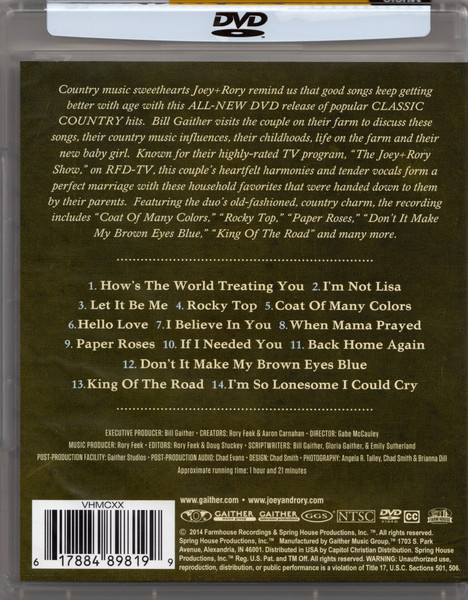 DVD
Country music sweethearts Joey+Rory remind us that good songs keep getting
better with age with this ALL-NEW DVD release of popular CLASSIC
COUNTRY hits. Bill Gaither visits the couple on their farm to discuss these
songs, their country music influences, their childhoods, life on the farm and their
new baby girl. Known for their highly-rated TV program, “The Joey+Rory
Show,” on RFD-TV, this couple's heartfelt harmonies and tender vocals form a
perfect marriage with these household favorites that were handed down to them
by their parents. Featuring the duo's old-fashioned, country charm, the recording
includes “Coat Of Many Colors,” “Rocky Top,” “Paper Roses,” “Don't It Make
My Brown Eyes Blue,” “King Of The Road” and many more.
1. How's The World Treating You 2. I'm Not Lisa
3. Let It Be Me 4. Rocky Top 5. Coat Of Many Colors
6. Hello Love 7. I Believe In You 8. When Mama Prayed
9. Paper Roses 10. If I Needed You 11. Back Home Again
12. Don't It Make My Brown Eyes Blue
13. King Of The Road 14. I'm So Lonesome I Could Cry
EXECUTIVE PRODUCER: Bill Gaither • CREATORS: Rory Feek & Aaron Carnahan • DIRECTOR: Gabe McCauley
MUSIC PRODUCER: Rory Feek • EDITORS: Rory Feek & Doug Stuckey • SCRIPTWRITERS: Bill Gaither, Gloria Gaither, & Emily Sutherland
POST-PRODUCTION FACILITY: Gaither Studios • POST-PRODUCTION AUDIO: Chad Evans • DESIGN: Chad Smith • PHOTOGRAPHY: Angela R. Talley, Chad Smith & Brianna Dill
Approximate running time: 1 hour and 21 minutes
VHMCXX
6 17884 89819 9
www.gaither.com • www.joeyandrory.com
GAITHER GAITHER GGS NTSC DVD CC
© 2014 Farmhouse Recordings & Spring House Productions, Inc.™. All rights reserved.
Spring House Productions, Inc.™ Manufactured by Gaither Music Group,™ 1703 S. Park
Avenue, Alexandria, IN 46001. Distributed in USA by Capitol Christian Distribution. Spring House
Productions, Inc.™ Reg. U.S. Pat. and TM Off. All rights reserved. WARNING: Unauthorized use,
reproduction, distribution, or public performance is a violation of Title 17, U.S.C. Sections 501, 506.